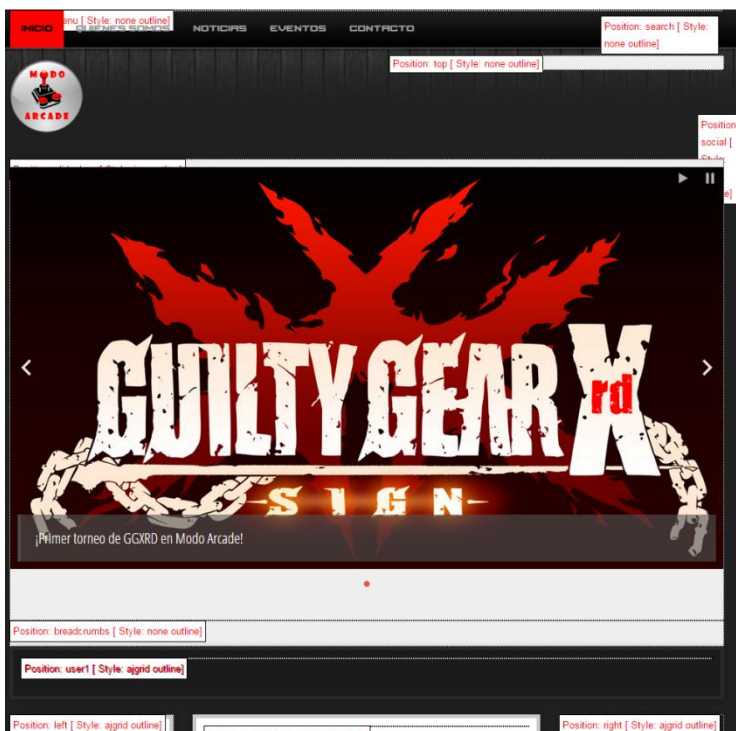 enu [ Style: none outline]
INICIO QUIENES SOMOS NOTICIAS EVENTOS CONTACTO
Position: search [ Style:
none outline]
Position: top [ Style: none outline]
MODO
ARCADE
Position:
social [
Style:
e]
GUILTY GEAR Xrd
-SIGN-
¡Primer torneo de GGXRD en Modo Arcade!
Position: breadcrumbs [ Style: none outline]
Position: user1 [ Style: ajgrid outline]
Position: left [ Style: ajgrid outline]
Position: right [ Style: ajgrid outline]